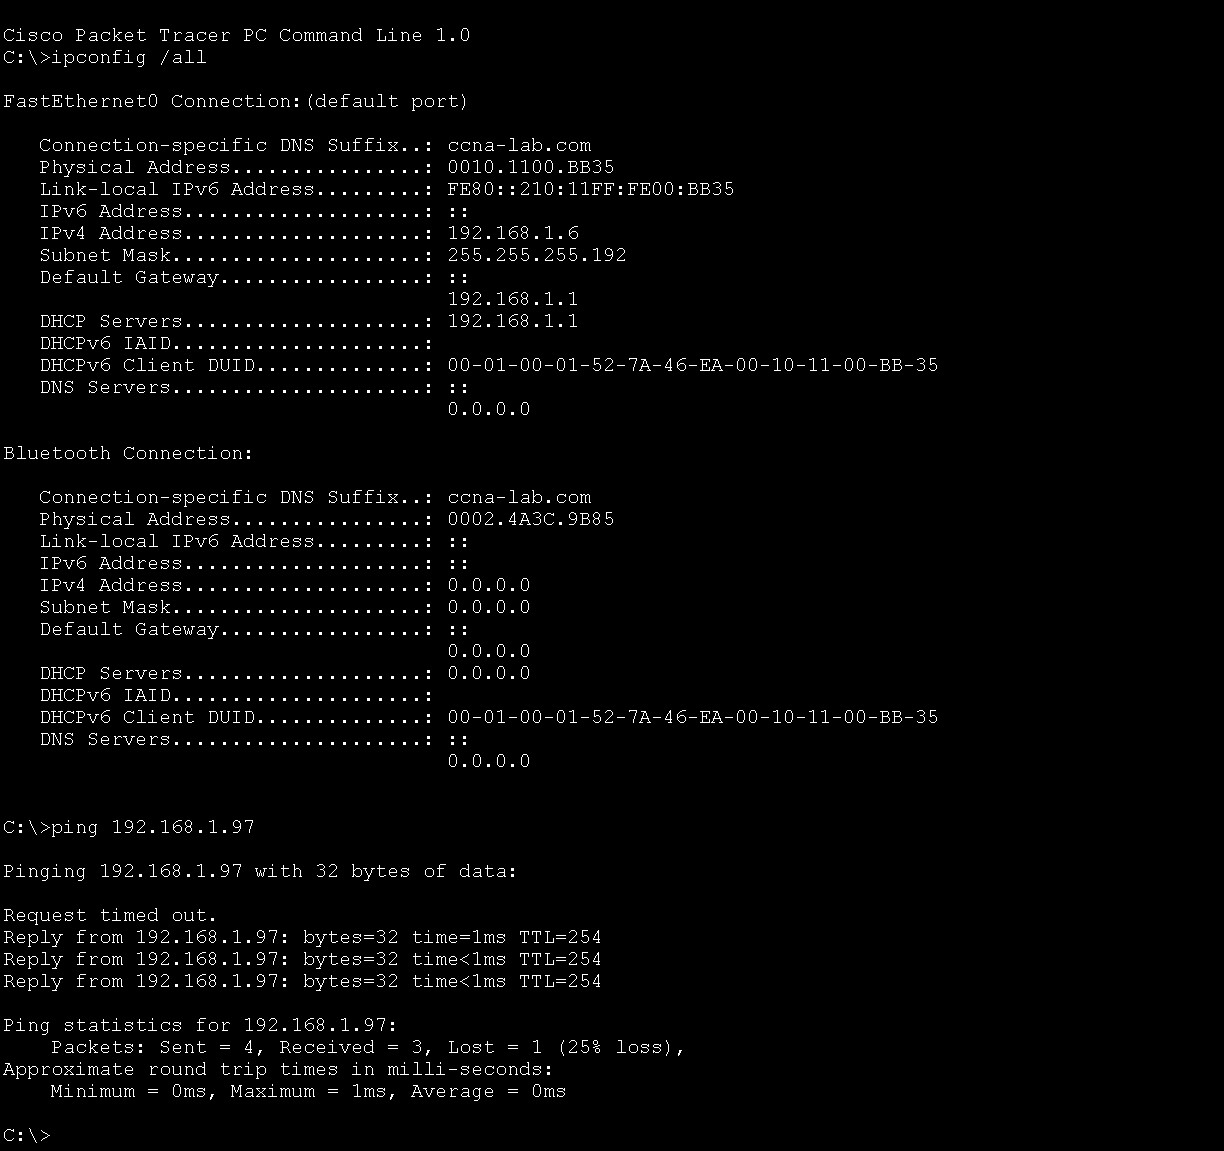 Cisco Packet Tracer PC Command Line 1.0
C:\>ipconfig /all
FastEthernet0 Connection:(default port)
Connection-specific DNS Suffix..: ccna-lab.com
Physical Address................: 0010.1100.BB35
Link-local IPv6 Address.........: FE80::210:11FF:FE00:BB35
IPv6 Address....................: ::
IPv4 Address....................: 192.168.1.6
Subnet Mask.....................: 255.255.255.192
Default Gateway.................: ::
192.168.1.1
DHCP Servers....................: 192.168.1.1
DHCPv6 IAID.....................:
DHCPv6 Client DUID..............: 00-01-00-01-52-7A-46-EA-00-10-11-00-BB-35
DNS Servers.....................: ::
0.0.0.0
Bluetooth Connection:
Connection-specific DNS Suffix..: ccna-lab.com
Physical Address................: 0002.4A3C.9B85
Link-local IPv6 Address.........: ::
IPv6 Address....................: ::
IPv4 Address....................: 0.0.0.0
Subnet Mask.....................: 0.0.0.0
Default Gateway.................: ::
0.0.0.0
DHCP Servers....................: 0.0.0.0
DHCPv6 IAID.....................:
DHCPv6 Client DUID..............: 00-01-00-01-52-7A-46-EA-00-10-11-00-BB-35
DNS Servers.....................: ::
0.0.0.0
C:\>ping 192.168.1.97
Pinging 192.168.1.97 with 32 bytes of data:
Request timed out.
Reply from 192.168.1.97: bytes=32 time=1ms TTL=254
Reply from 192.168.1.97: bytes=32 time<1ms TTL=254
Reply from 192.168.1.97: bytes=32 time<1ms TTL=254
Ping statistics for 192.168.1.97:
Packets: Sent = 4, Received = 3, Lost = 1 (25% loss),
Approximate round trip times in milli-seconds:
Minimum = 0ms, Maximum = 1ms, Average = 0ms
C:\>